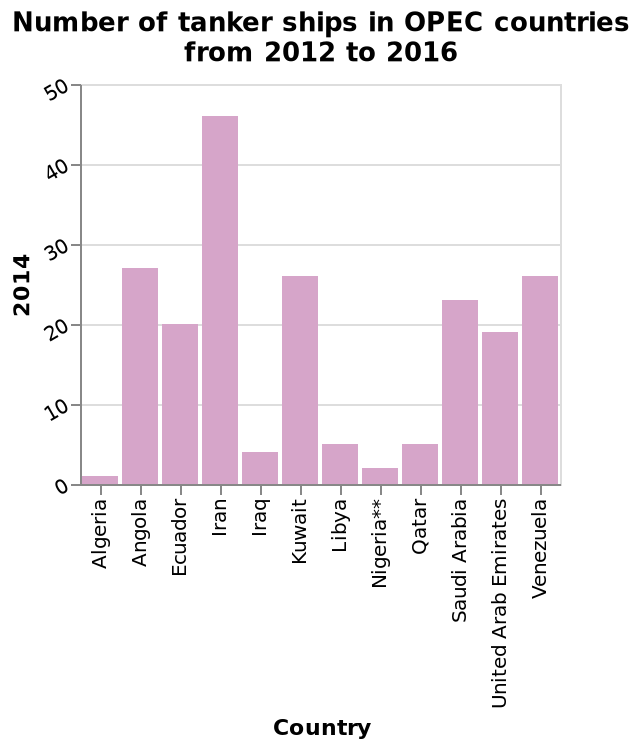 Number of tanker ships in OPEC countries
from 2012 to 2016
50
40
30
20
10
0
2014
Algeria
Angola
Ecuador
Iran
Iraq
Kuwait
Libya
Nigeria**
Qatar
Saudi Arabia
United Arab Emirates
Venezuela
Country